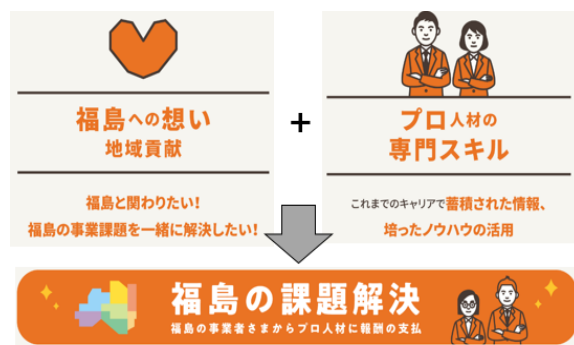 福島への想い
地域貢献
福島と関わりたい！
福島の事業課題を一緒に解決したい！
+
プロ人材の
専門スキル
これまでのキャリアで蓄積された情報、
培ったノウハウの活用
福島の課題解決
福島の事業者さまからプロ人材に報酬の支払